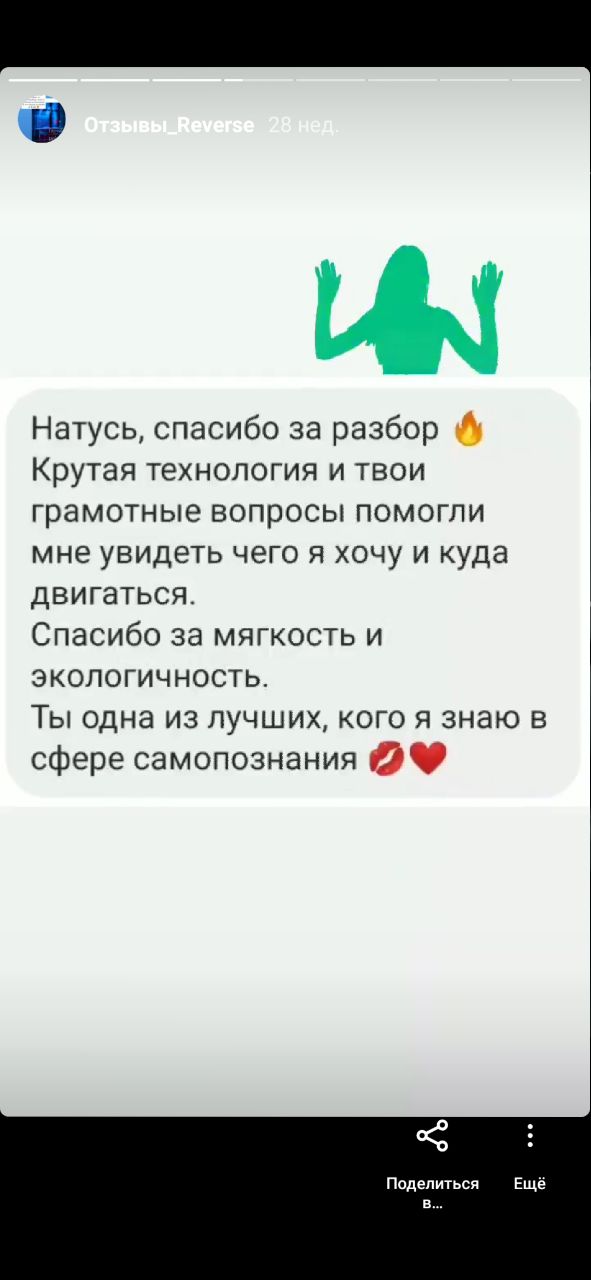 Отзывы_Reverse 28 нед.
Натусь, спасибо за разбор 🔥
Крутая технология и твои
грамотные вопросы помогли
мне увидеть чего я хочу и куда
двигаться.
Спасибо за мягкость и
экологичность.
Ты одна из лучших, кого я знаю в
сфере самопознания 💋❤️
Поделиться
в...
Ещё